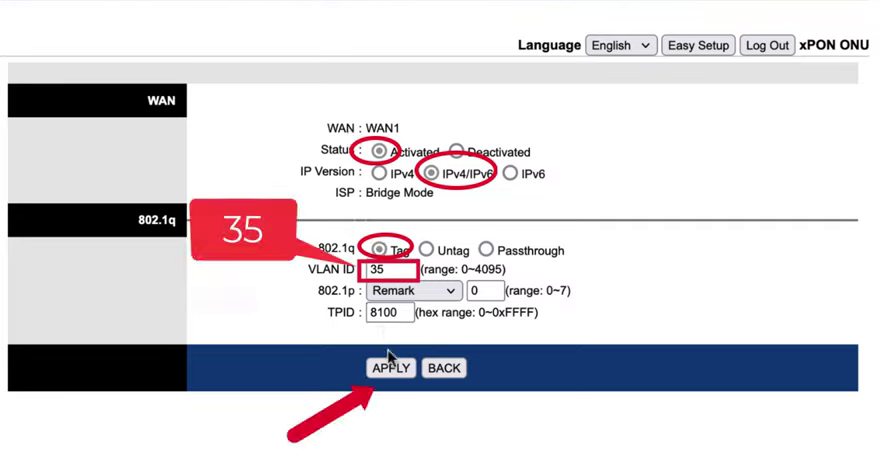 Language English Easy Setup Log Out xPON ONU
WAN
WAN : WAN1
Status : Activated Deactivated
IP Version : IPv4 IPv4/IPv6 IPv6
ISP : Bridge Mode
802.1q
35
802.1q Tag Untag Passthrough
VLAN ID 35 (range: 0~4095)
802.1p : Remark 0 (range: 0~7)
TPID : 8100 (hex range: 0~0xFFFF)
APPLY BACK